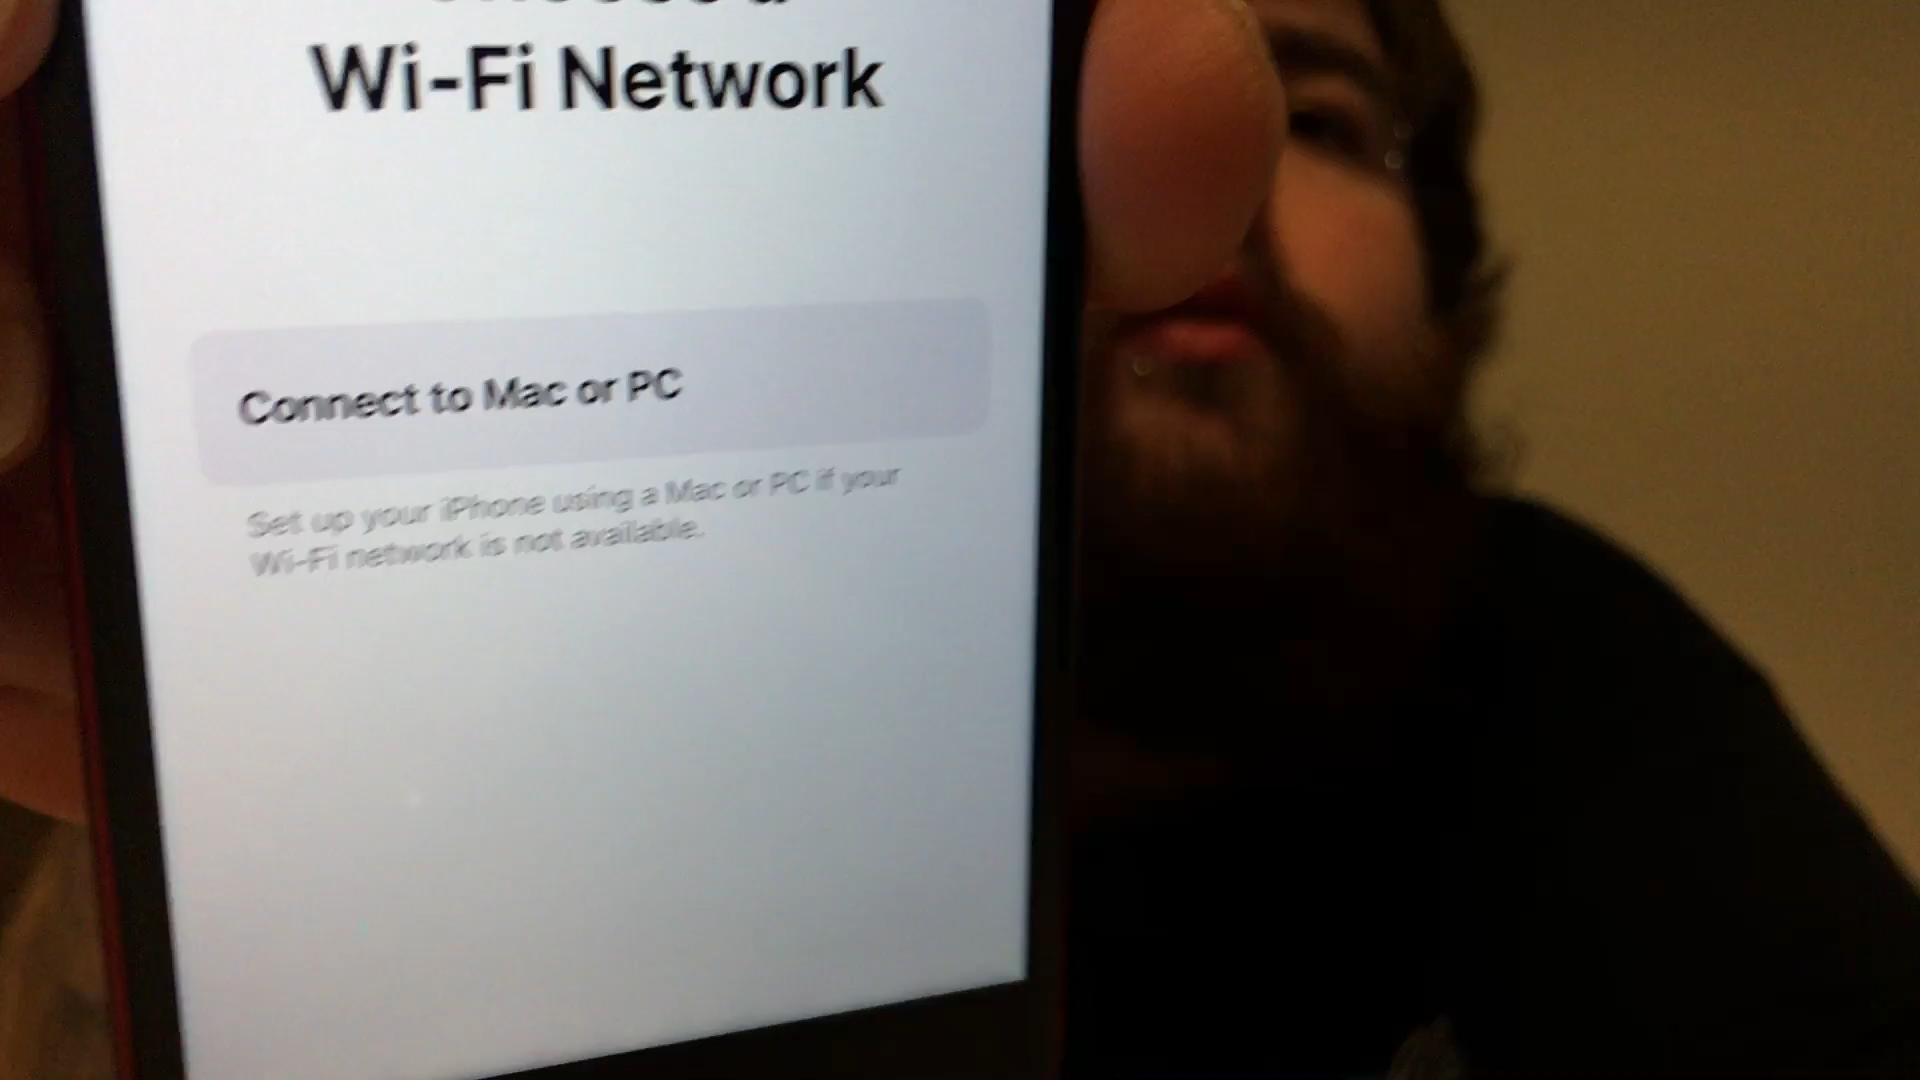 Wi-Fi Network
Connect to Mac or PC
Set up your iPhone using a Mac or PC if your
Wi-Fi network is not available.